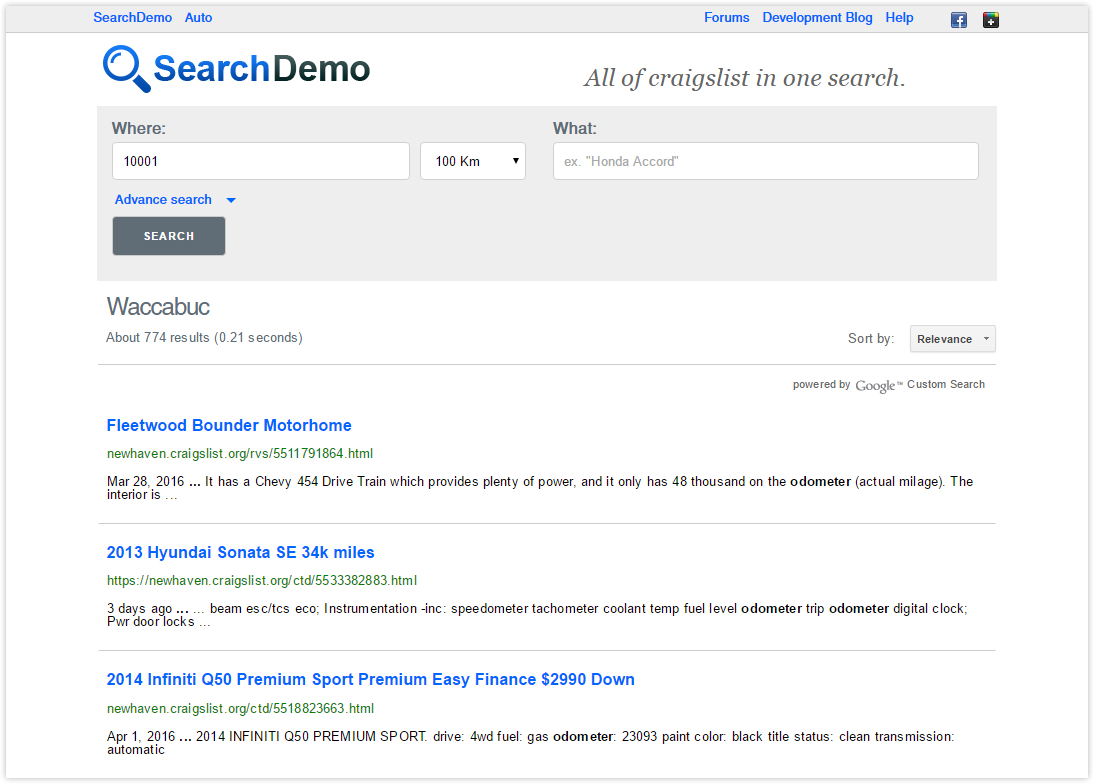 SearchDemo Auto Forums Development Blog Help
SearchDemo
All of craigslist in one search.
Where: What:
10001 100 Km ex. "Honda Accord"
Advance search
SEARCH
Waccabuc
About 774 results (0.21 seconds)
Sort by: Relevance
powered by Google™ Custom Search
Fleetwood Bounder Motorhome
newhaven.craigslist.org/rvs/5511791864.html
Mar 28, 2016 ... It has a Chevy 454 Drive Train which provides plenty of power, and it only has 48 thousand on the odometer (actual milage). The
interior is ...
2013 Hyundai Sonata SE 34k miles
https://newhaven.craigslist.org/ctd/5533382883.html
3 days ago ... ... beam esc/tcs eco; Instrumentation -inc: speedometer tachometer coolant temp fuel level odometer trip odometer digital clock;
Pwr door locks ...
2014 Infiniti Q50 Premium Sport Premium Easy Finance $2990 Down
newhaven.craigslist.org/ctd/5518823663.html
Apr 1, 2016 ... 2014 INFINITI Q50 PREMIUM SPORT. drive: 4wd fuel: gas odometer: 23093 paint color: black title status: clean transmission:
automatic